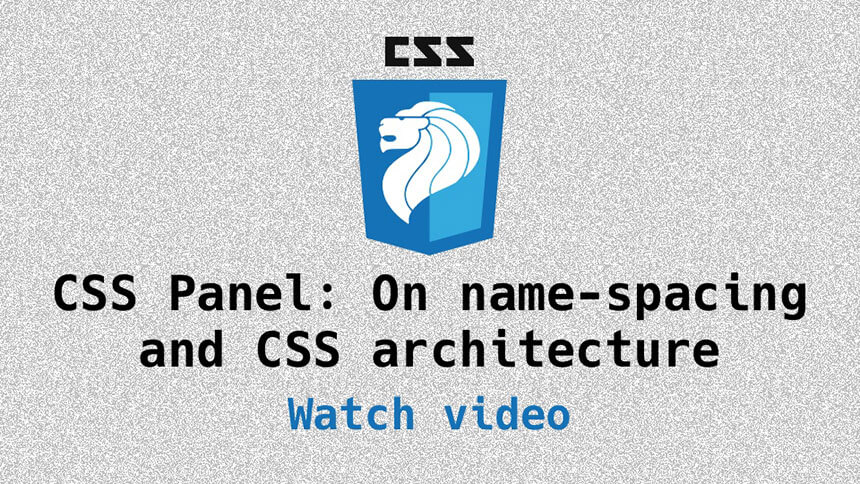 CSS
CSS Panel: On name-spacing
and CSS architecture
Watch video